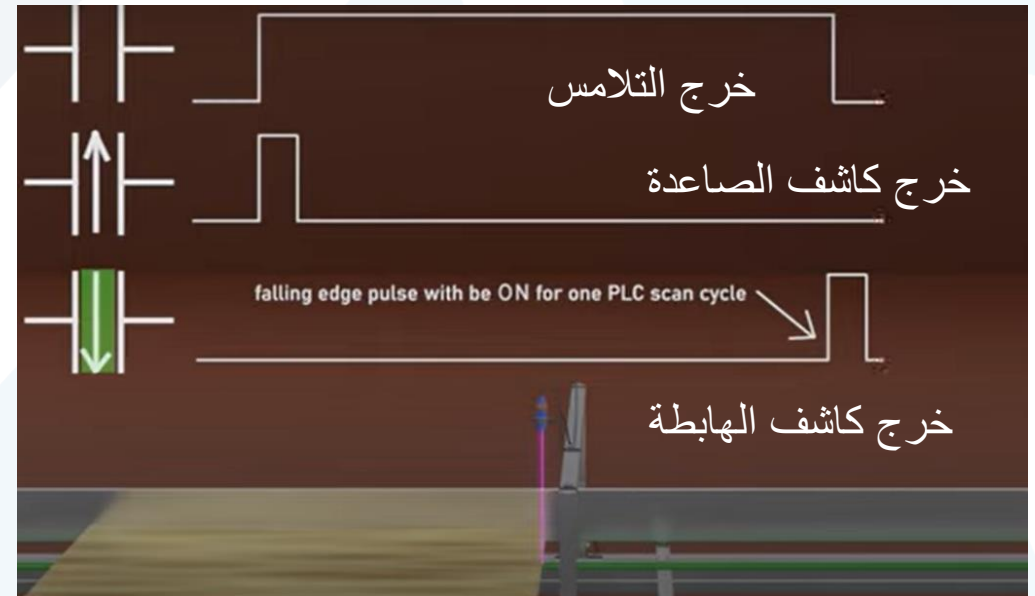 خرج التلامس
خرج كاشف الصاعدة
falling edge pulse with be ON for one PLC scan cycle
خرج كاشف الهابطة